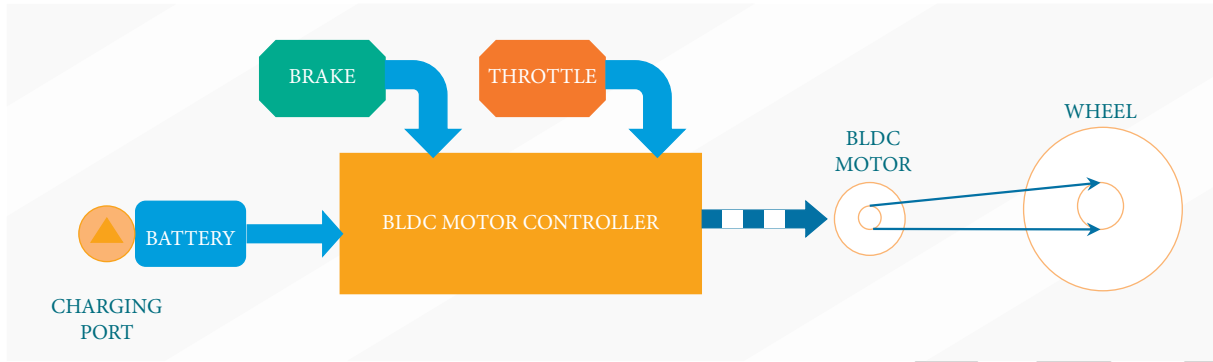 BRAKE
THROTTLE
WHEEL
BLDC
MOTOR
BLDC MOTOR CONTROLLER
BATTERY
CHARGING
PORT